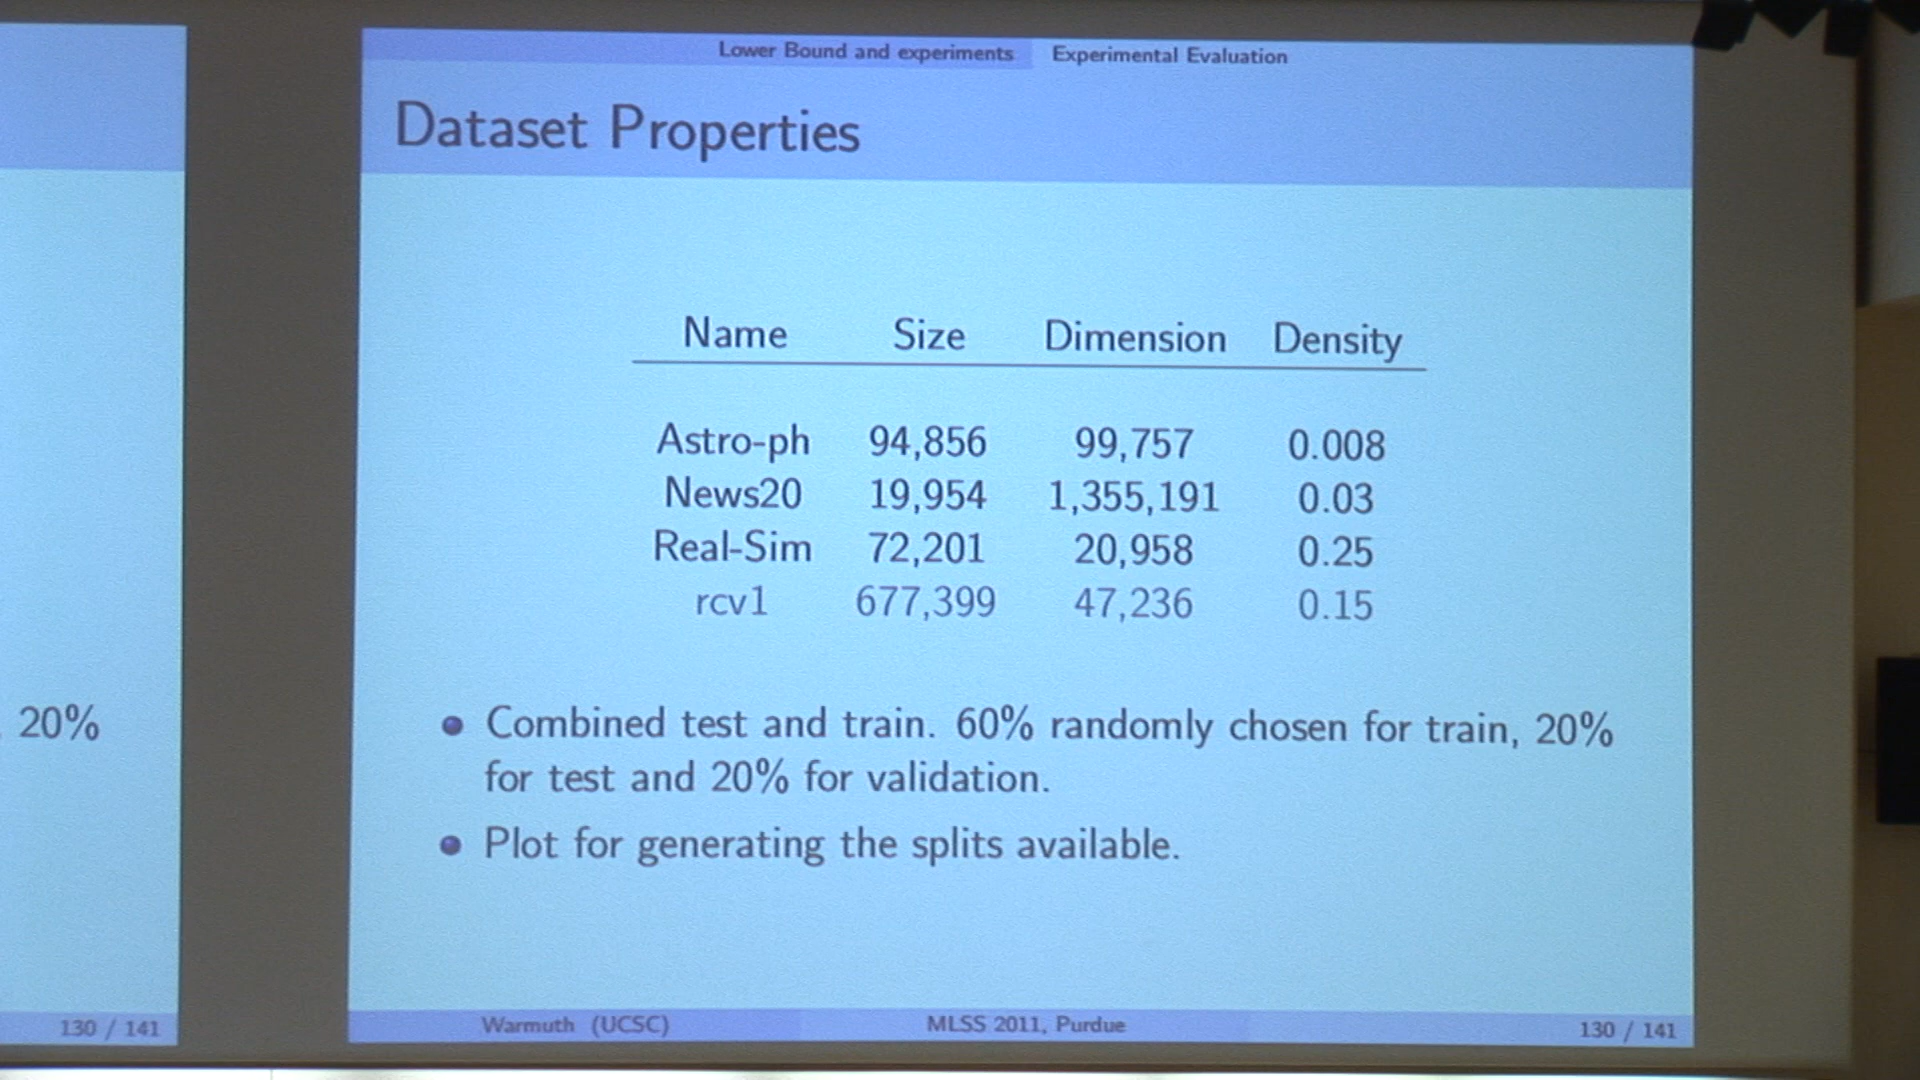 Lower Bound and experiments Experimental Evaluation
Dataset Properties
Name Size Dimension Density
Astro-ph 94,856 99,757 0.008
News20 19,954 1,355,191 0.03
Real-Sim 72,201 20,958 0.25
rcv1 677,399 47,236 0.15
20%
Combined test and train. 60% randomly chosen for train, 20%
for test and 20% for validation.
Plot for generating the splits available.
130 / 141
Warmuth (UCSC) MLSS 2011, Purdue 130 / 141